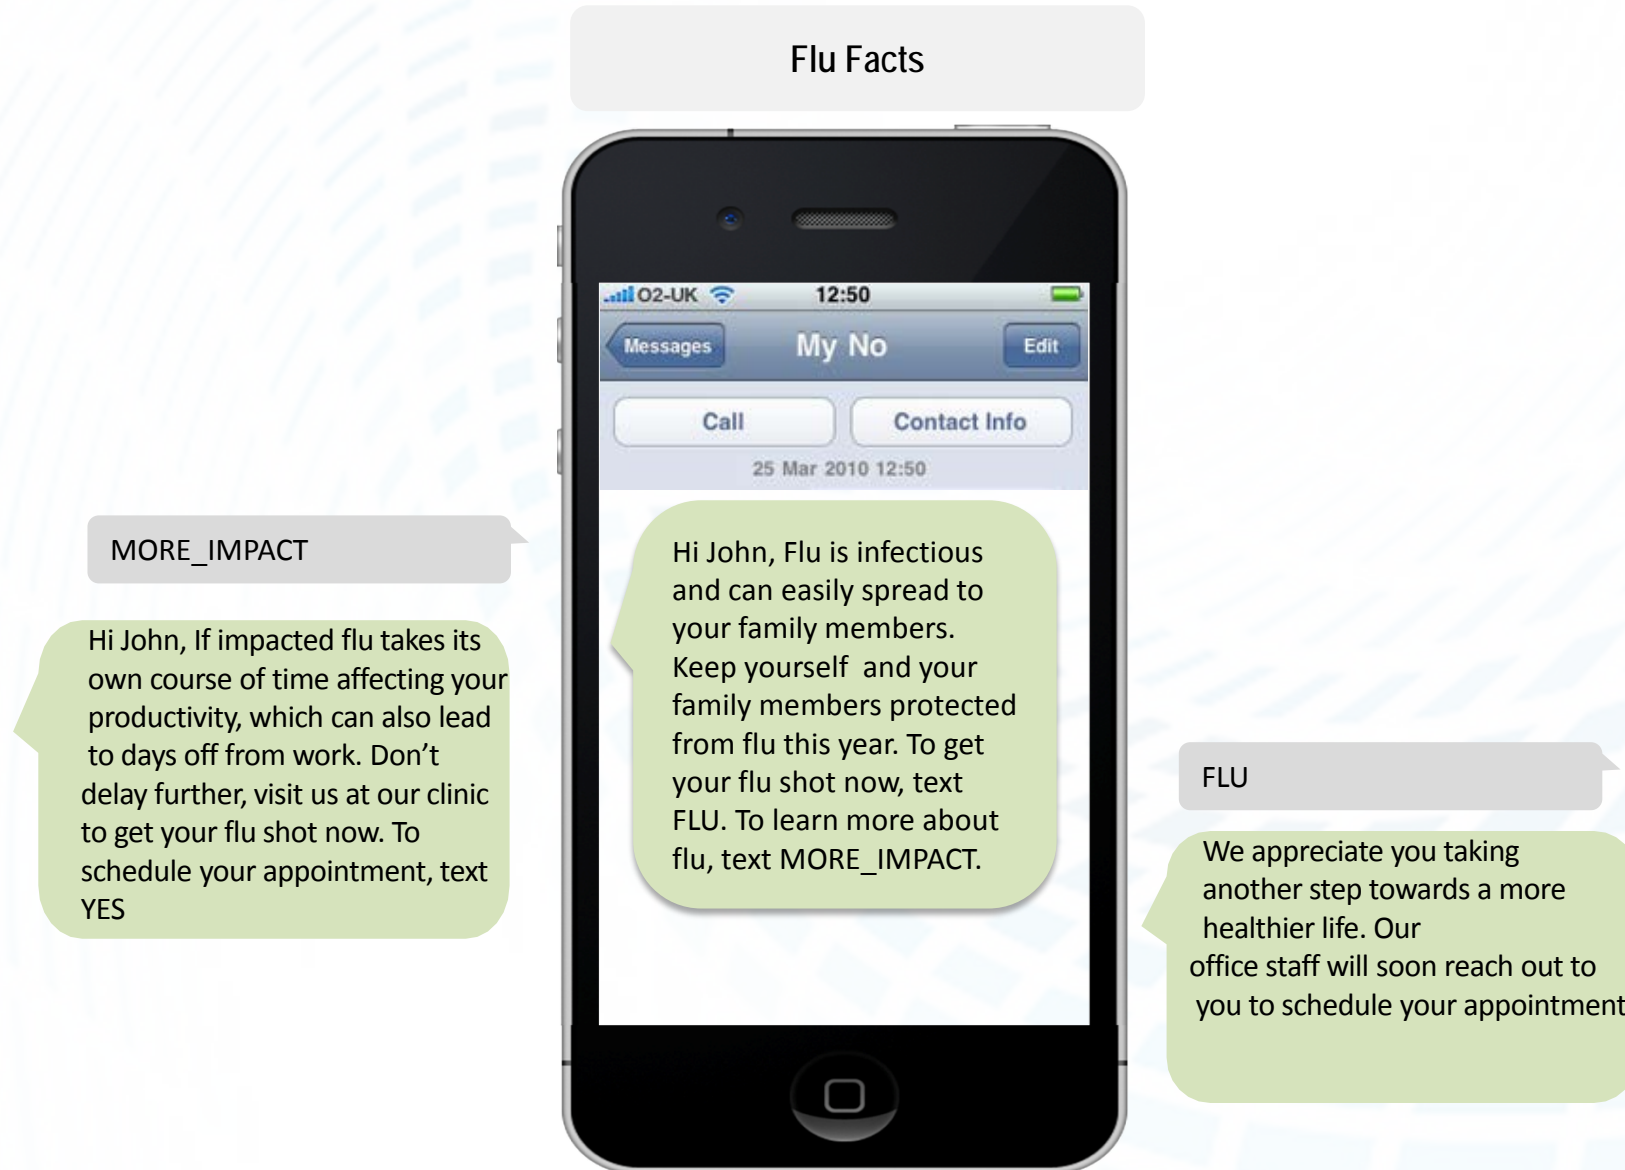 Flu Facts
O2-UK 12:50
Messages My No Edit
Call Contact Info
25 Mar 2010 12:50
MORE_IMPACT
Hi John, If impacted flu takes its
own course of time affecting your
productivity, which can also lead
to days off from work. Don’t
delay further, visit us at our clinic
to get your flu shot now. To
schedule your appointment, text
YES
Hi John, Flu is infectious
and can easily spread to
your family members.
Keep yourself and your
family members protected
from flu this year. To get
your flu shot now, text
FLU. To learn more about
flu, text MORE_IMPACT.
FLU
We appreciate you taking
another step towards a more
healthier life. Our
office staff will soon reach out to
you to schedule your appointment